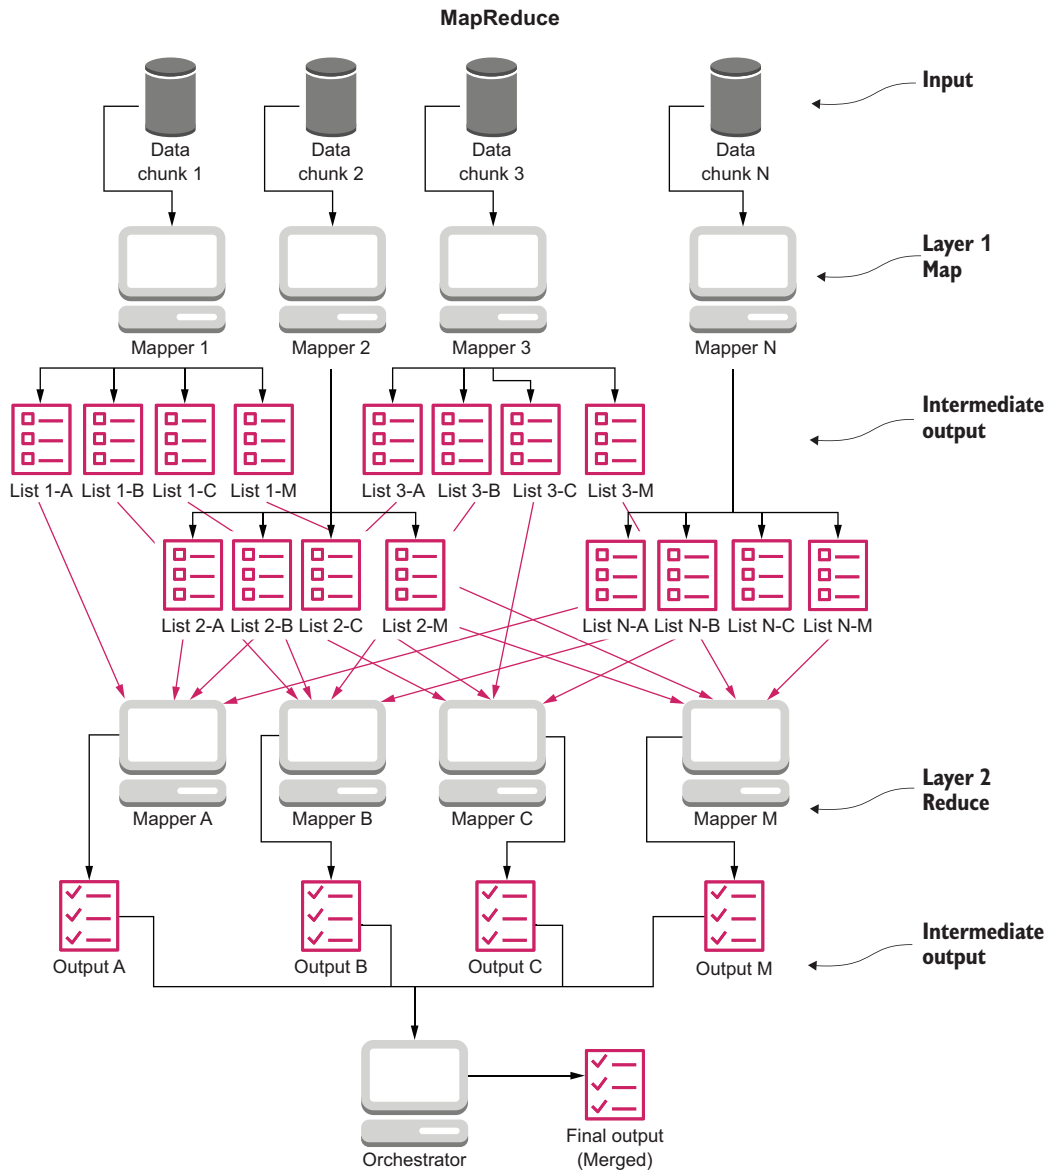 MapReduce
Input
Data
chunk 1
Data
chunk 2
Data
chunk 3
Data
chunk N
Layer 1
Map
Mapper 1
Mapper 2
Mapper 3
Mapper N
Intermediate
output
List 1-A
List 1-B
List 1-C
List 1-M
List 3-A
List 3-B
List 3-C
List 3-M
List 2-A
List 2-B
List 2-C
List 2-M
List N-A
List N-B
List N-C
List N-M
Layer 2
Reduce
Mapper A
Mapper B
Mapper C
Mapper M
Intermediate
output
Output A
Output B
Output C
Output M
Orchestrator
Final output
(Merged)